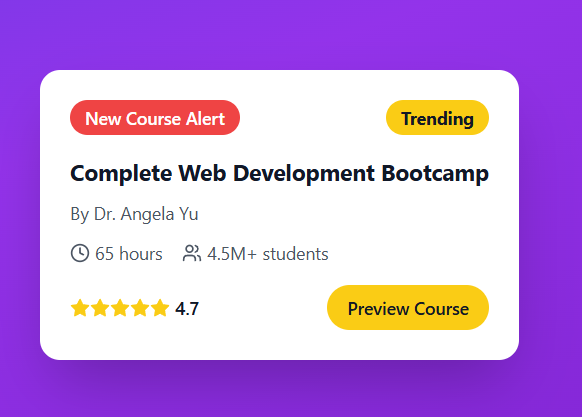 New Course Alert
Trending
Complete Web Development Bootcamp
By Dr. Angela Yu
65 hours
4.5M+ students
4.7
Preview Course